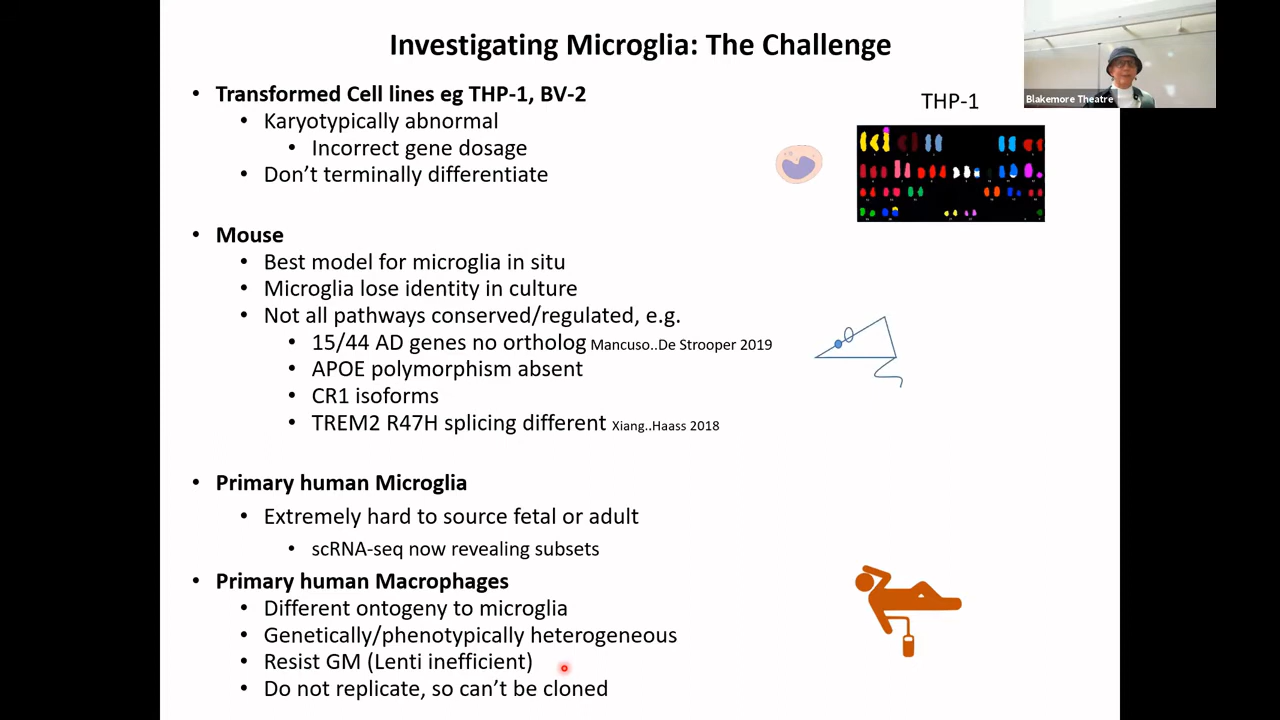 Investigating Microglia: The Challenge
Blakemore Theatre
• Transformed Cell lines eg THP-1, BV-2
• Karyotypically abnormal
• Incorrect gene dosage
• Don’t terminally differentiate
THP-1
• Mouse
• Best model for microglia in situ
• Microglia lose identity in culture
• Not all pathways conserved/regulated, e.g.
• 15/44 AD genes no ortholog Mancuso..De Strooper 2019
• APOE polymorphism absent
• CR1 isoforms
• TREM2 R47H splicing different Xiang..Haass 2018
• Primary human Microglia
• Extremely hard to source fetal or adult
• scRNA-seq now revealing subsets
• Primary human Macrophages
• Different ontogeny to microglia
• Genetically/phenotypically heterogeneous
• Resist GM (Lenti inefficient)
• Do not replicate, so can’t be cloned